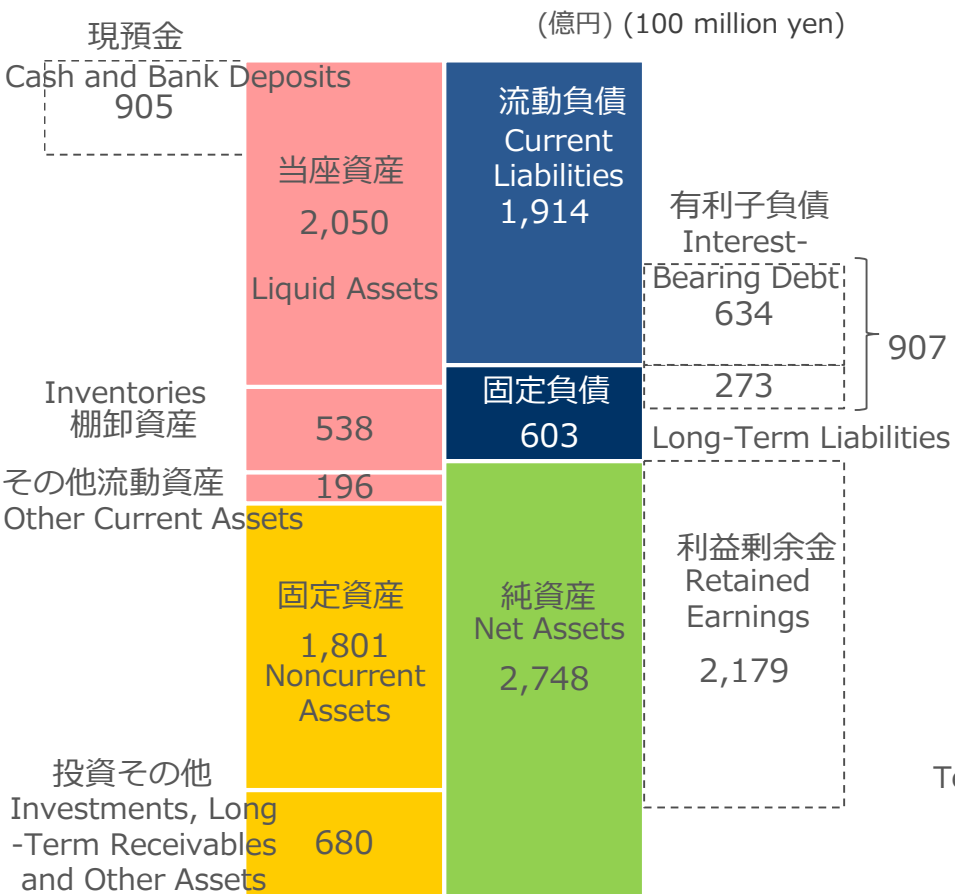 (億円) (100 million yen)
現預金
Cash and Bank Deposits
905
当座資産
2,050
Liquid Assets
Inventories
棚卸資産
538
その他流動資産
196
Other Current Assets
固定資産
1,801
Noncurrent
Assets
投資その他
Investments, Long
-Term Receivables
and Other Assets
680
流動負債
Current
Liabilities
1,914
有利子負債
Interest-
Bearing Debt
634
907
273
固定負債
603
Long-Term Liabilities
純資産
Net Assets
2,748
利益剰余金
Retained
Earnings
2,179